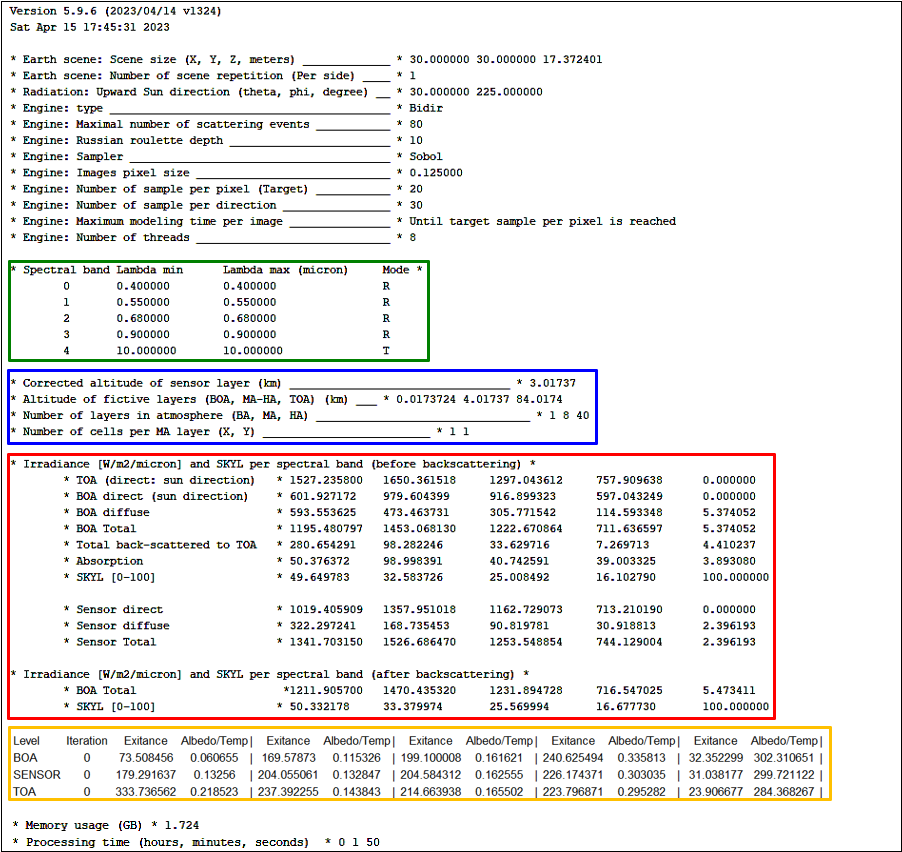 Version 5.9.6 (2023/04/14 v1324)
Sat Apr 15 17:45:31 2023
* Earth scene: Scene size (X, Y, Z, meters) _____________ * 30.000000 30.000000 17.372401
* Earth scene: Number of scene repetition (Per side) ____ * 1
* Radiation: Upward Sun direction (theta, phi, degree) __ * 30.000000 225.000000
* Engine: type __________________________________________ * Bidir
* Engine: Maximal number of scattering events ___________ * 80
* Engine: Russian roulette depth ________________________ * 10
* Engine: Sampler _______________________________________ * Sobol
* Engine: Images pixel size _____________________________ * 0.125000
* Engine: Number of sample per pixel (Target) ___________ * 20
* Engine: Number of sample per direction ________________ * 30
* Engine: Maximum modeling time per image _______________ * Until target sample per pixel is reached
* Engine: Number of threads _____________________________ * 8
* Spectral band Lambda min Lambda max (micron) Mode *
0 0.400000 0.400000 R
1 0.550000 0.550000 R
2 0.680000 0.680000 R
3 0.900000 0.900000 R
4 10.000000 10.000000 T
* Corrected altitude of sensor layer (km) _________________________________ * 3.01737
* Altitude of fictive layers (BOA, MA-HA, TOA) (km) ___ * 0.0173724 4.01737 84.0174
* Number of layers in atmosphere (BA, MA, HA) ________________________________ * 1 8 40
* Number of cells per MA layer (X, Y) _________________________ * 1 1
* Irradiance [W/m2/micron] and SKYL per spectral band (before backscattering) *
* TOA (direct: sun direction) * 1527.235800 1650.361518 1297.043612 757.909638 0.000000
* BOA direct (sun direction) * 601.927172 979.604399 916.899323 597.043249 0.000000
* BOA diffuse * 593.553625 473.463731 305.771542 114.593348 5.374052
* BOA Total * 1195.480797 1453.068130 1222.670864 711.636597 5.374052
* Total back-scattered to TOA * 280.654291 98.282246 33.629716 7.269713 4.410237
* Absorption * 50.376372 98.998391 40.742591 39.003325 3.893080
* SKYL [0-100] * 49.649783 32.583726 25.008492 16.102790 100.000000
* Sensor direct * 1019.405909 1357.951018 1162.729073 713.210190 0.000000
* Sensor diffuse * 322.297241 168.735453 90.819781 30.918813 2.396193
* Sensor Total * 1341.703150 1526.686470 1253.548854 744.129004 2.396193
* Irradiance [W/m2/micron] and SKYL per spectral band (after backscattering) *
* BOA Total *1211.905700 1470.435320 1231.894728 716.547025 5.473411
* SKYL [0-100] * 50.332178 33.379974 25.569994 16.677730 100.000000
Level Iteration Exitance Albedo/Temp| Exitance Albedo/Temp| Exitance Albedo/Temp| Exitance Albedo/Temp| Exitance Albedo/Temp|
BOA 0 73.508456 0.060655 | 169.57873 0.115326 | 199.100008 0.161621 | 240.625494 0.335813 | 32.352299 302.310651 |
SENSOR 0 179.291637 0.13256 | 204.055061 0.132847 | 204.584312 0.162555 | 226.174371 0.303035 | 31.038177 299.721122 |
TOA 0 333.736562 0.218523 | 237.392255 0.143843 | 214.663938 0.165502 | 223.796871 0.295282 | 23.906677 284.368267 |
* Memory usage (GB) * 1.724
* Processing time (hours, minutes, seconds) * 0 1 50